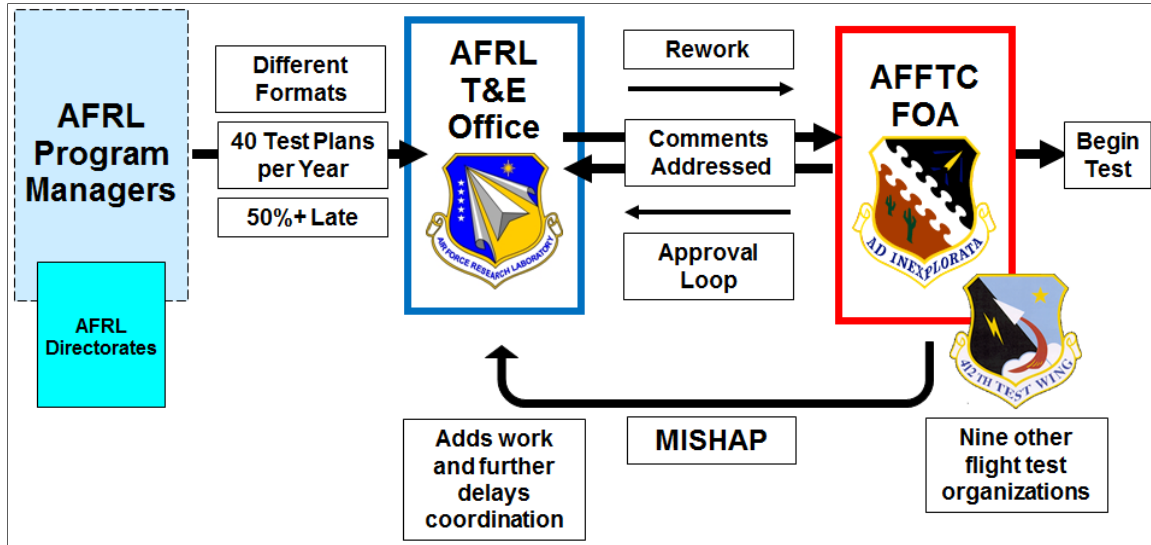 AFRL
Program
Managers
AFRL
Directorates
Different
Formats
40 Test Plans
per Year
50%+ Late
AFRL
T&E
Office
AIR FORCE RESEARCH LABORATORY
Rework
Comments
Addressed
Approval
Loop
AFFTC
FOA
AD INEXPLORATA
412TH TEST WING
Begin
Test
Adds work
and further
delays
coordination
MISHAP
Nine other
flight test
organizations